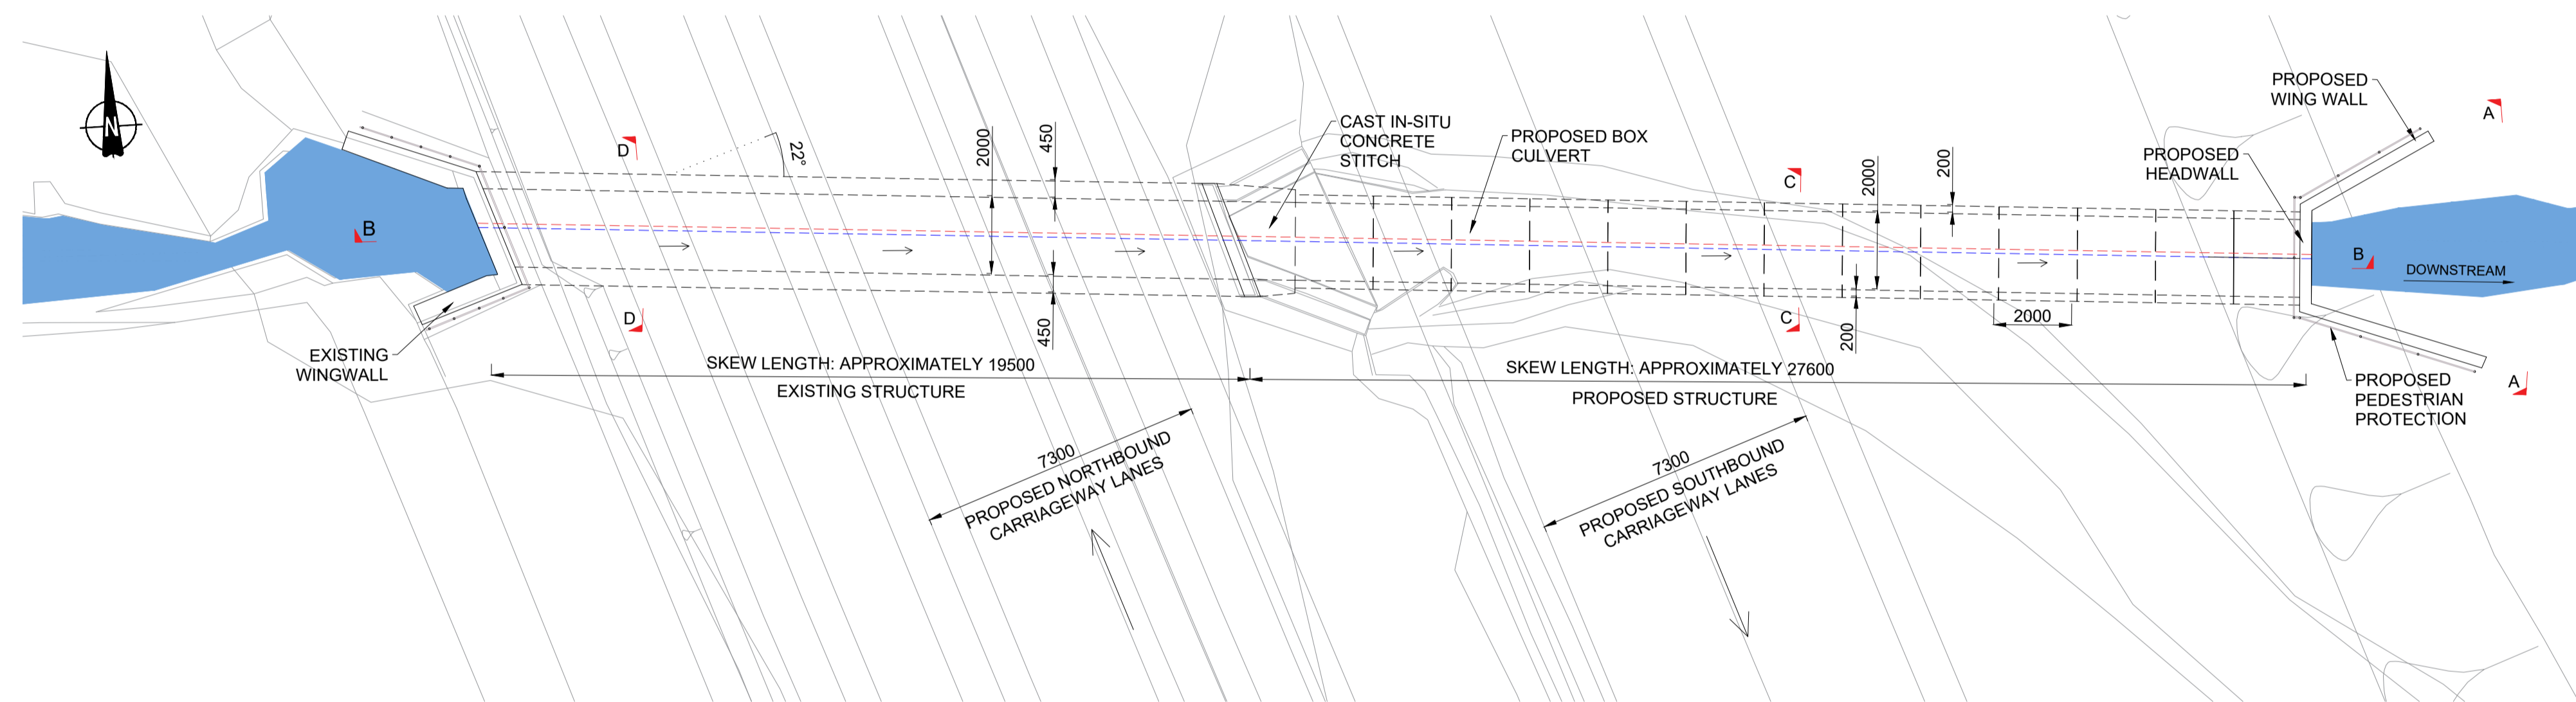 N
EXISTING
WINGWALL
B
D
D
22°
2000
450
450
SKEW LENGTH: APPROXIMATELY 19500
EXISTING STRUCTURE
7300
PROPOSED NORTHBOUND
CARRIAGEWAY LANES
CAST IN-SITU
CONCRETE
STITCH
PROPOSED BOX
CULVERT
SKEW LENGTH: APPROXIMATELY 27600
PROPOSED STRUCTURE
7300
PROPOSED SOUTHBOUND
CARRIAGEWAY LANES
C
C
2000
200
200
2000
PROPOSED
WING WALL
PROPOSED
HEADWALL
A
B
DOWNSTREAM
A
PROPOSED
PEDESTRIAN
PROTECTION